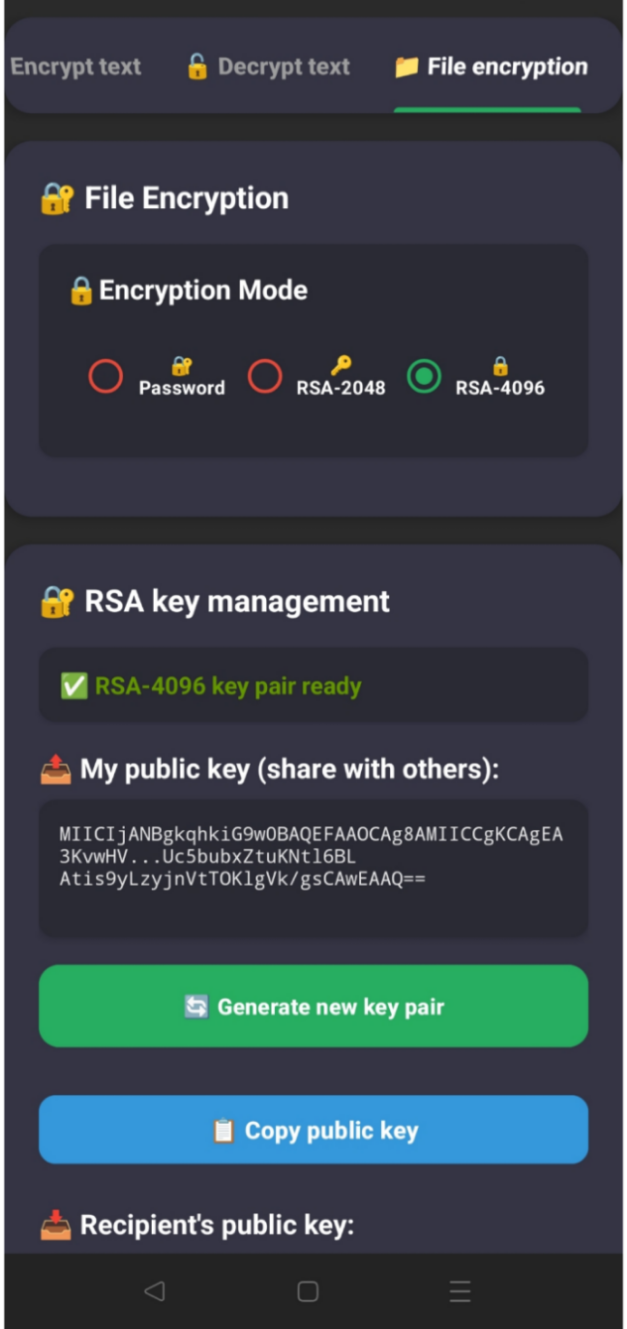 Encrypt text
🔓 Decrypt text
📁 File encryption
🔐 File Encryption
🔒Encryption Mode
🔐
Password
🔑
RSA-2048
🔒
RSA-4096
🔐 RSA key management
✅ RSA-4096 key pair ready
📤 My public key (share with others):
MIICIjANBgkqhkiG9w0BAQEFAAOCAg8AMIICCgKCAgEA
3KvwHV...Uc5bubxZtuKNtl6BL
Atis9yLzyjnVtTOKlgVk/gsCAwEAAQ==
🔄 Generate new key pair
📋 Copy public key
📥 Recipient's public key: